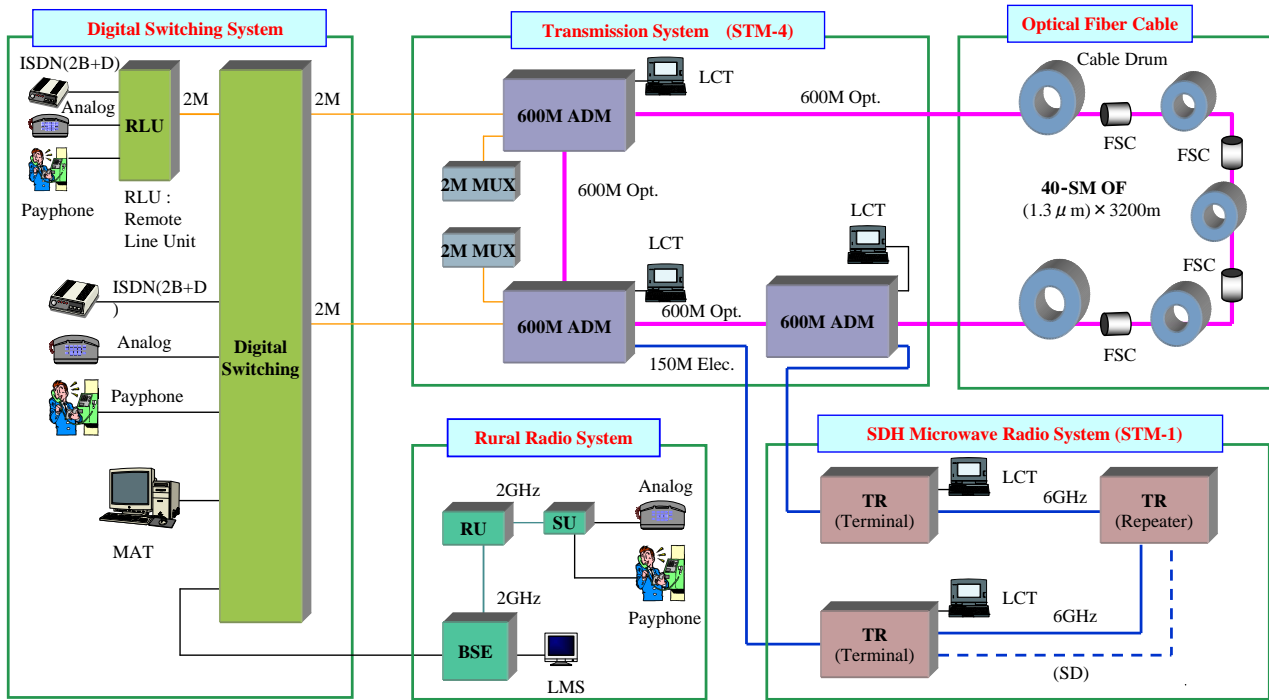 Digital Switching System
ISDN(2B+D)
Analog
Payphone
RLU
2M
RLU :
Remote
Line Unit
ISDN(2B+D
)
Analog
Payphone
MAT
Digital
Switching
2M
2M
Transmission System (STM-4)
600M ADM
LCT
600M Opt.
2M MUX
600M Opt.
2M MUX
LCT
LCT
600M ADM
600M Opt.
600M ADM
150M Elec.
Optical Fiber Cable
Cable Drum
FSC
FSC
40-SM OF
(1.3μm)×3200m
FSC
FSC
Rural Radio System
2GHz
Analog
RU
SU
Payphone
2GHz
BSE
LMS
SDH Microwave Radio System (STM-1)
TR
(Terminal)
LCT
6GHz
TR
(Repeater)
TR
(Terminal)
LCT
6GHz
(SD)